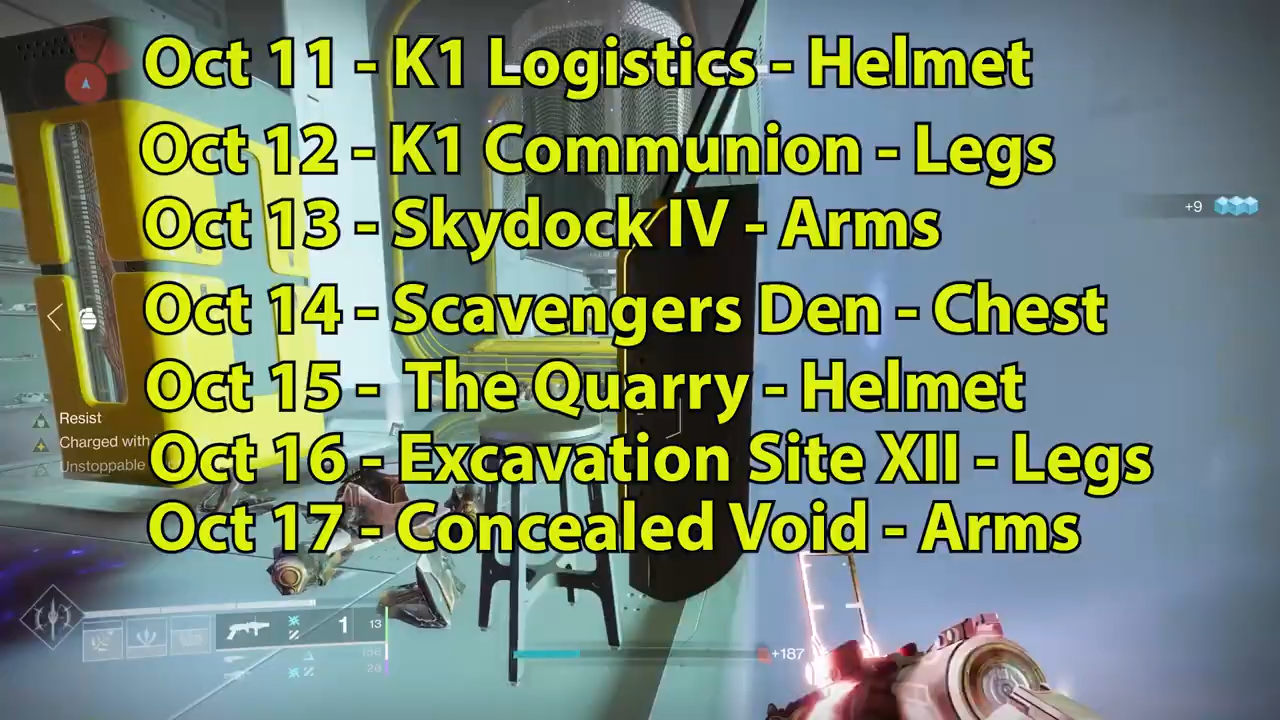 Oct 11 - K1 Logistics - Helmet
Oct 12 - K1 Communion - Legs
+9
Oct 13 - Skydock IV - Arms
Oct 14 - Scavengers Den - Chest
Oct 15 - The Quarry - Helmet
Resist
Charged with
Unstoppable
Oct 16 - Excavation Site XII - Legs
Oct 17 - Concealed Void - Arms
1 13
+187